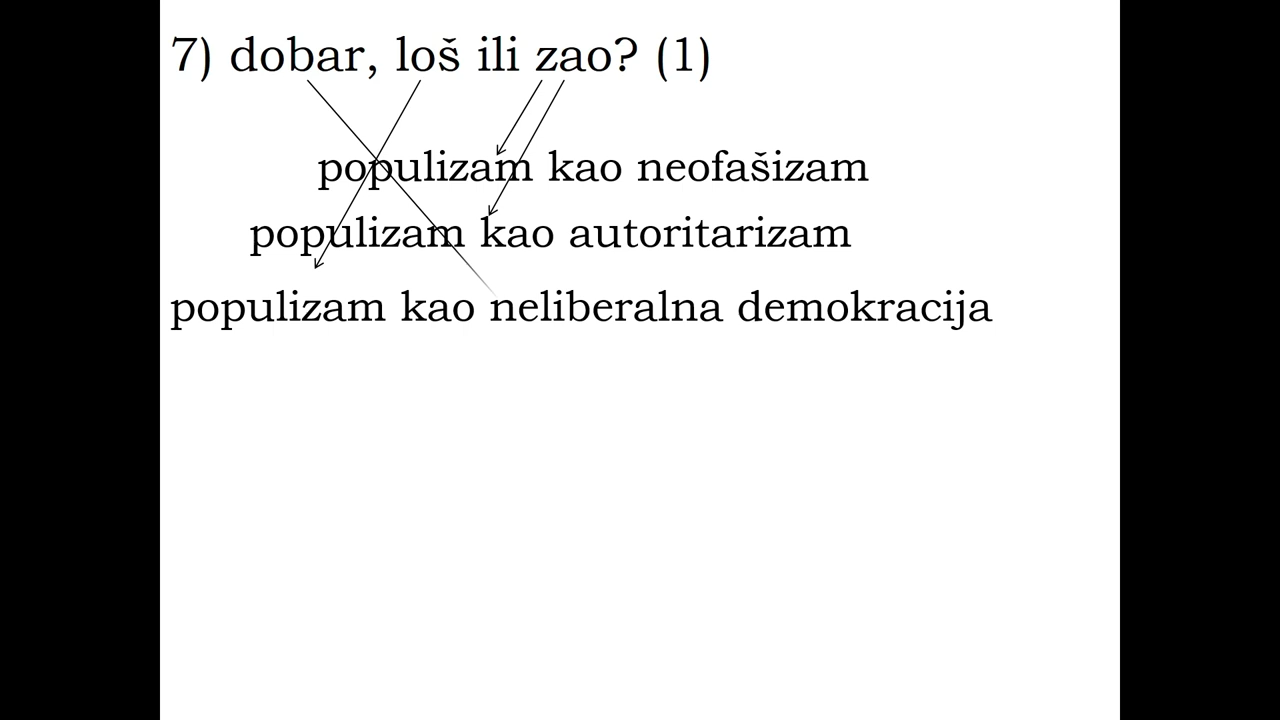 7) dobar, loš ili zao? (1)
populizam kao neofašizam
populizam kao autoritarizam
populizam kao neliberalna demokracija